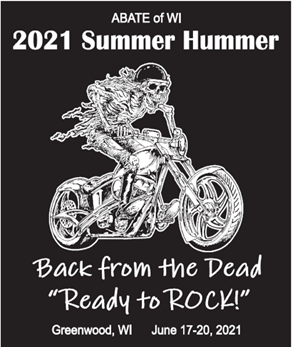 ABATE of WI
2021 Summer Hummer
Back from the Dead
“Ready to ROCK!”
Greenwood, WI June 17-20, 2021